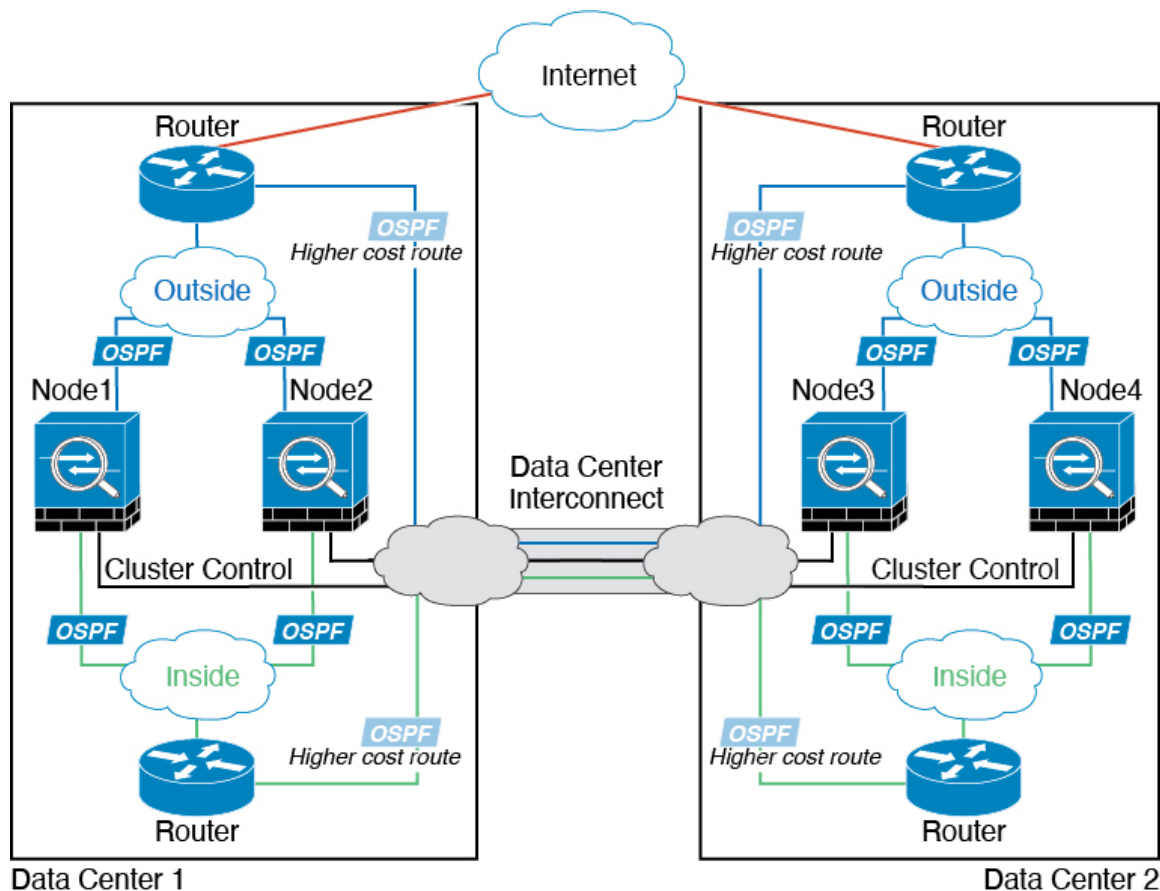 Internet
Router
Router
OSPF
Higher cost route
OSPF
Higher cost route
Outside
Outside
OSPF
OSPF
OSPF
OSPF
Node1
Node2
Node3
Node4
Data Center
Interconnect
Cluster Control
Cluster Control
OSPF
OSPF
OSPF
OSPF
Inside
Inside
OSPF
Higher cost route
OSPF
Higher cost route
Router
Router
Data Center 1
Data Center 2